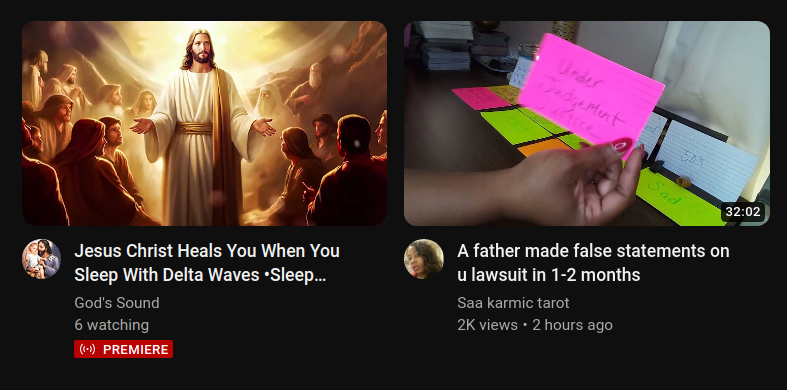 Under
Judgement
Justice
505
Sad
32:02
Jesus Christ Heals You When You
Sleep With Delta Waves •Sleep…
God's Sound
6 watching
PREMIERE
A father made false statements on
u lawsuit in 1-2 months
Saa karmic tarot
2K views • 2 hours ago